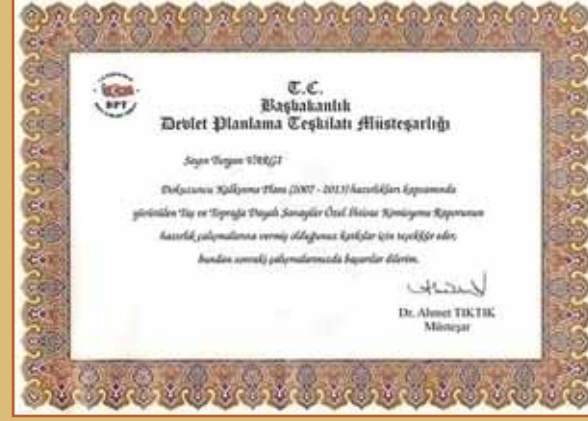 DPT
T.C.
Başbakanlık
Devlet Planlama Teşkilatı Müsteşarlığı
Sayın Turgan VARGI
Dokuzuncu Kalkınma Planı (2007 - 2013) hazırlıkları kapsamında
yürütülen Taş ve Toprağa Dayalı Sanayiler Özel İhtisas Komisyonu Raporunun
hazırlık çalışmalarına vermiş olduğunuz katkılar için teşekkür eder,
bundan sonraki çalışmalarınızda başarılar dilerim.
Dr. Ahmet TIKTIK
Müsteşar